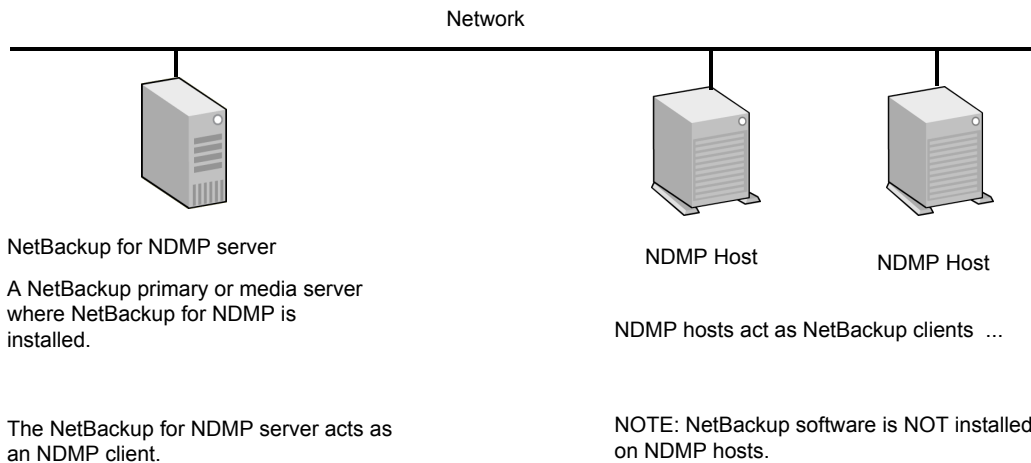 Network
NetBackup for NDMP server
A NetBackup primary or media server
where NetBackup for NDMP is
installed.
The NetBackup for NDMP server acts as
an NDMP client.
NDMP Host
NDMP Host
NDMP hosts act as NetBackup clients ...
NOTE: NetBackup software is NOT installed
on NDMP hosts.